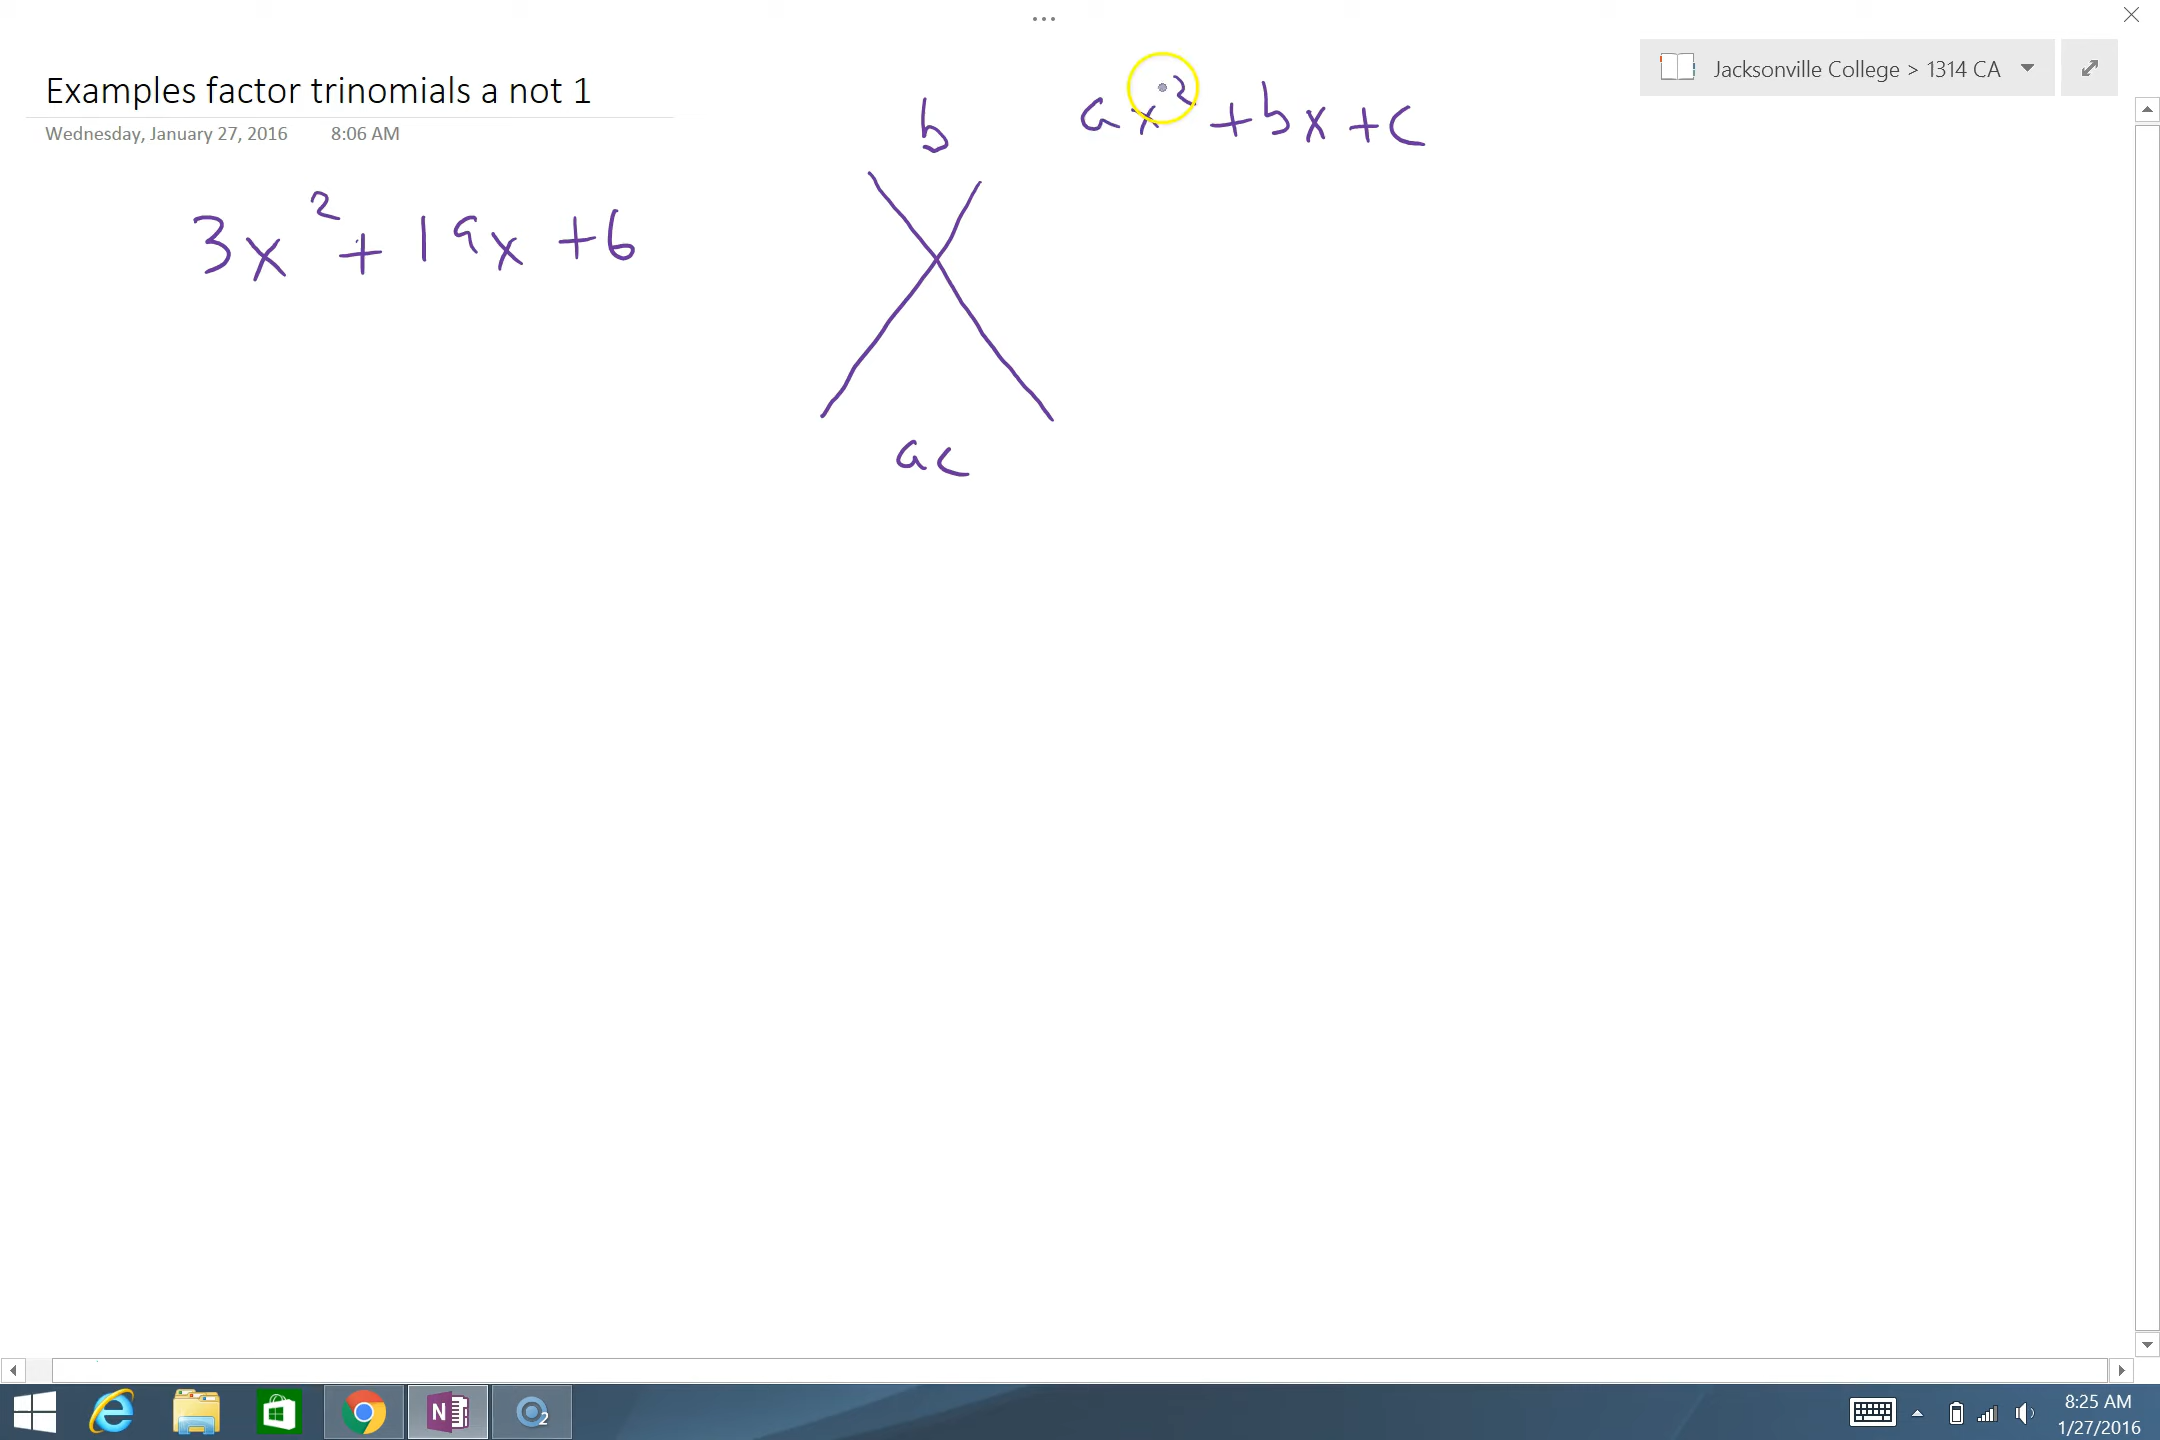 Examples factor trinomials a not 1
Wednesday, January 27, 2016 8:06 AM
Jacksonville College > 1314 CA
ax² + bx + c
b
3x² + 19x + 6
ac
N
2
8:25 AM
1/27/2016